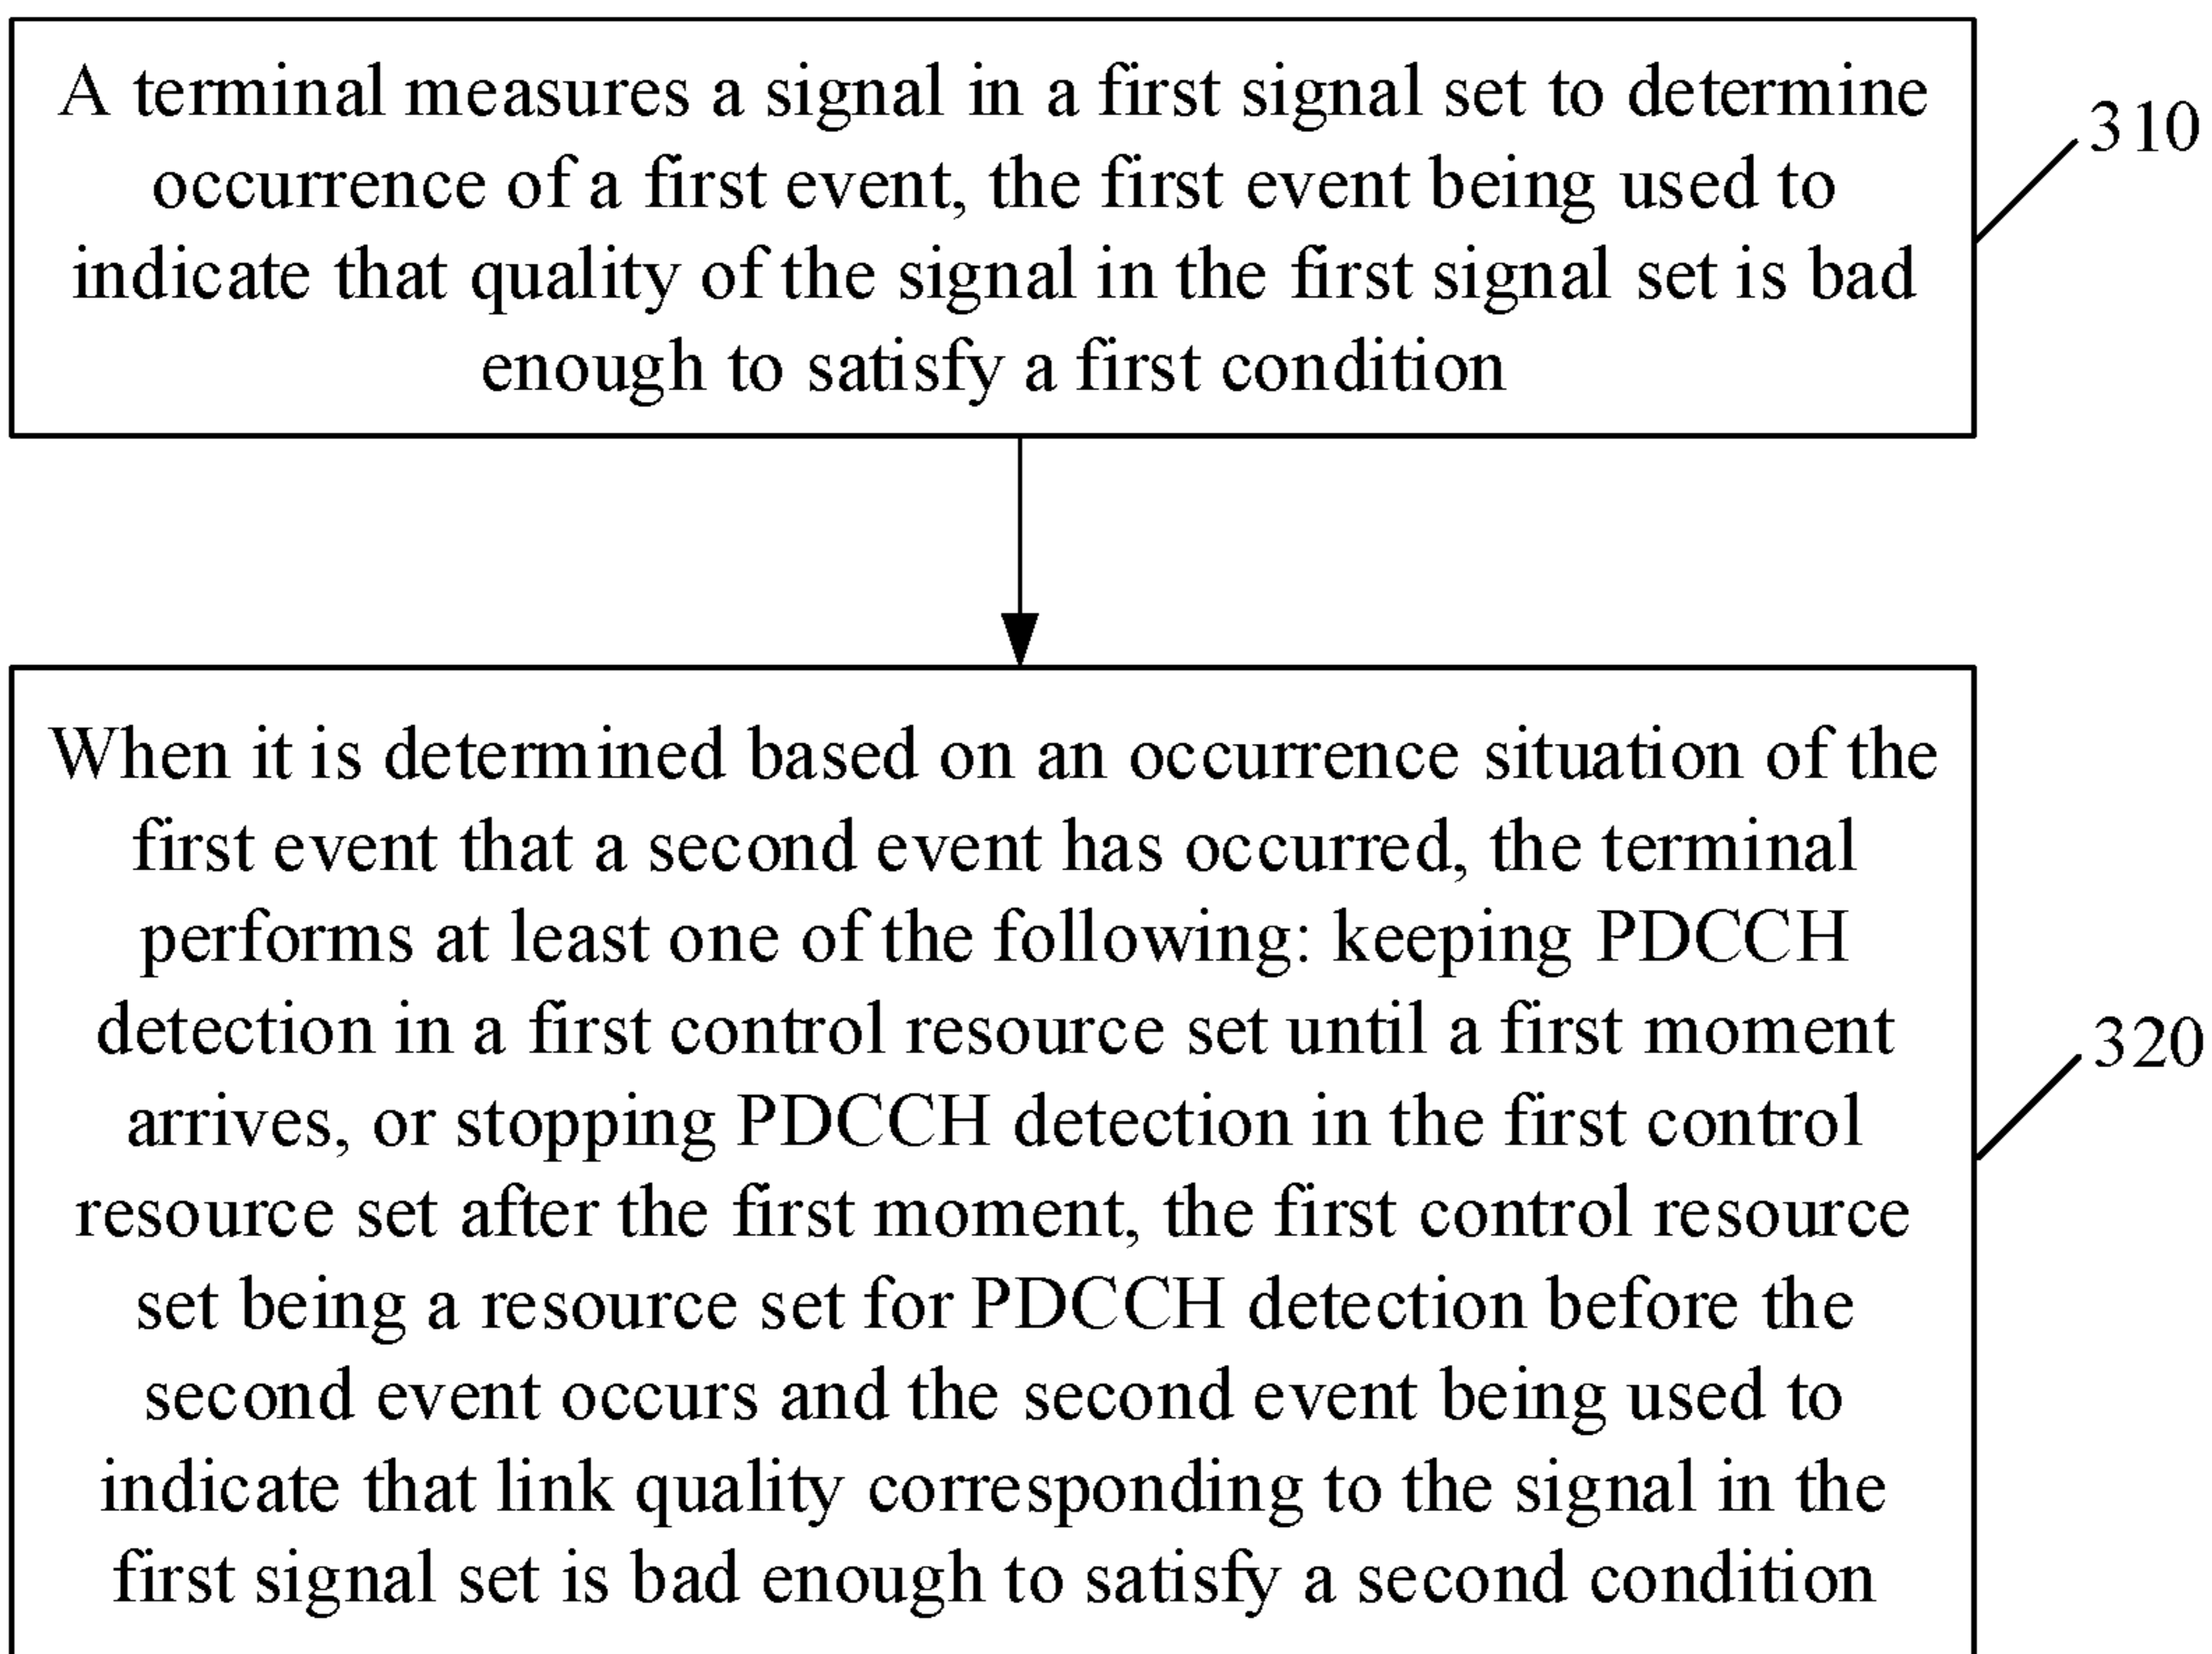 A terminal measures a signal in a first signal set to determine
occurrence of a first event, the first event being used to
indicate that quality of the signal in the first signal set is bad
enough to satisfy a first condition
310
When it is determined based on an occurrence situation of the
first event that a second event has occurred, the terminal
performs at least one of the following: keeping PDCCH
detection in a first control resource set until a first moment
arrives, or stopping PDCCH detection in the first control
resource set after the first moment, the first control resource
set being a resource set for PDCCH detection before the
second event occurs and the second event being used to
indicate that link quality corresponding to the signal in the
first signal set is bad enough to satisfy a second condition
320